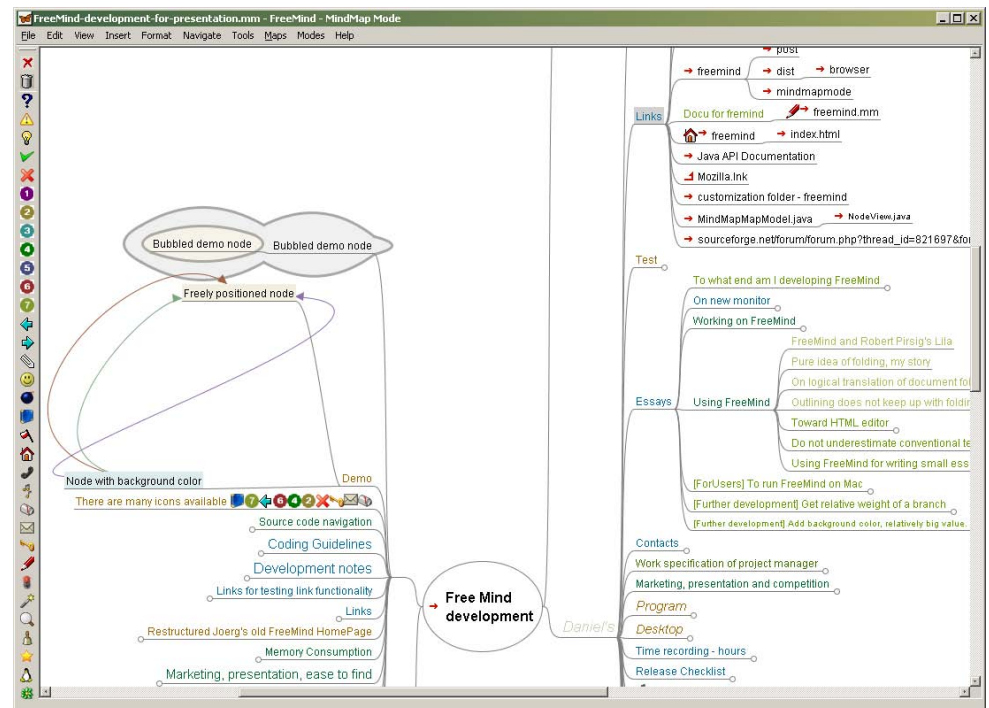 FreeMind-development-for-presentation.mm - FreeMind - MindMap Mode
File Edit View Insert Format Navigate Tools Maps Modes Help
post
freemind dist browser
mindmapmode
Links Docu for fremind freemind.mm
freemind index.html
Java API Documentation
Mozilla.lnk
customization folder - freemind
MindMapMapModel.java NodeView.java
sourceforge.net/forum/forum.php?thread_id=821697&for
Bubbled demo node Bubbled demo node
Freely positioned node
Test
To what end am I developing FreeMind
On new monitor
Working on FreeMind
FreeMind and Robert Pirsig's Lila
Pure idea of folding, my story
On logical translation of document fol
Essays Using FreeMind Outlining does not keep up with foldin
Toward HTML editor
Do not underestimate conventional te
Using FreeMind for writing small ess
[ForUsers] To run FreeMind on Mac
[Further development] Get relative weight of a branch
[Further development] Add background color, relatively big value.
Node with background color Demo
There are many icons available
Source code navigation
Coding Guidelines
Development notes
Links for testing link functionality
Links
Restructured Joerg's old FreeMind HomePage
Memory Consumption
Marketing, presentation, ease to find
Free Mind
development
Daniel's
Contacts
Work specification of project manager
Marketing, presentation and competition
Program
Desktop
Time recording - hours
Release Checklist